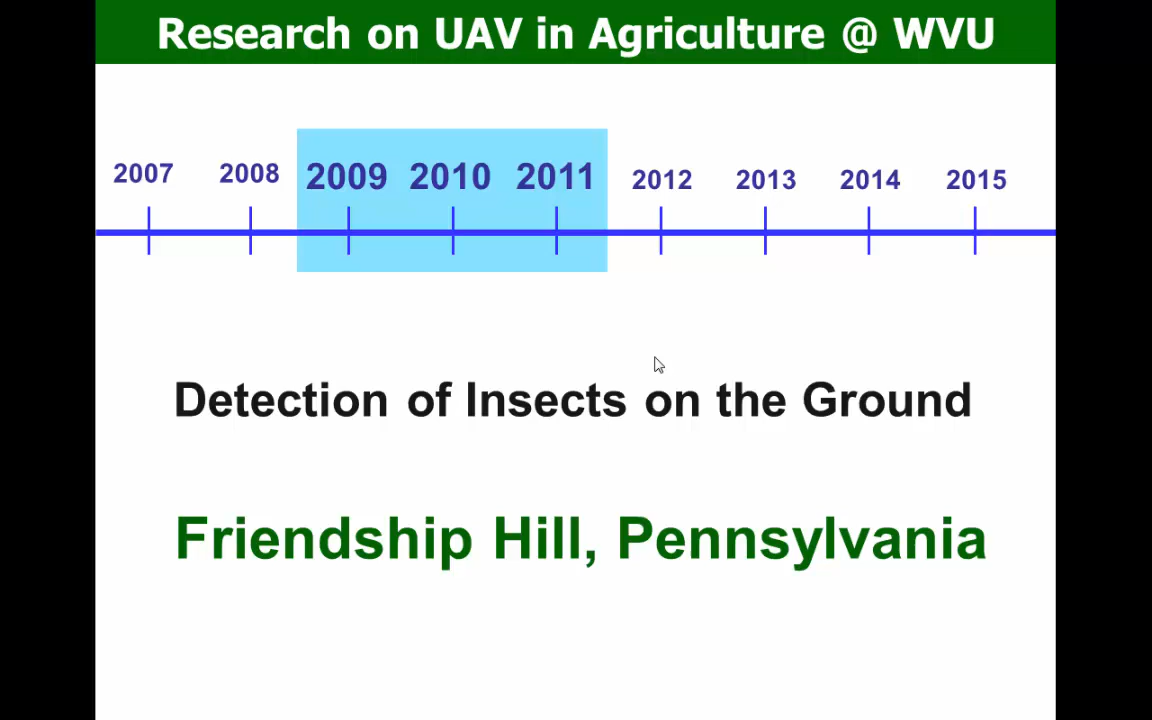 Research on UAV in Agriculture @ WVU
2007 2008 2009 2010 2011 2012 2013 2014 2015
Detection of Insects on the Ground
Friendship Hill, Pennsylvania